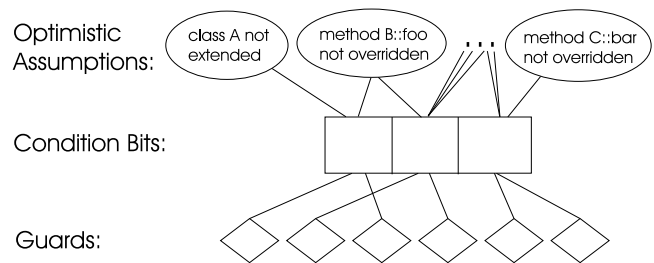 Optimistic
Assumptions:
class A not
extended
method B::foo
not overridden
...
method C::bar
not overridden
Condition Bits:
Guards: